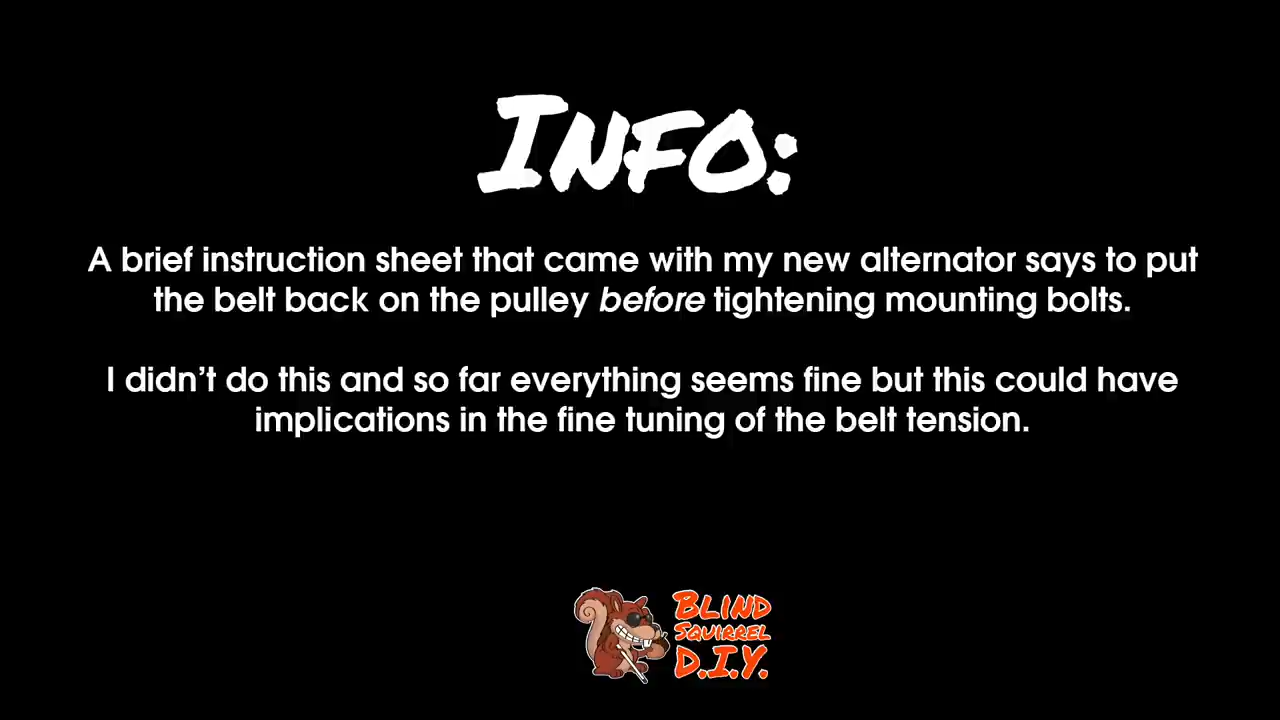 INFO:
A brief instruction sheet that came with my new alternator says to put
the belt back on the pulley before tightening mounting bolts.
I didn’t do this and so far everything seems fine but this could have
implications in the fine tuning of the belt tension.
BLIND
SQUIRREL
D.I.Y.